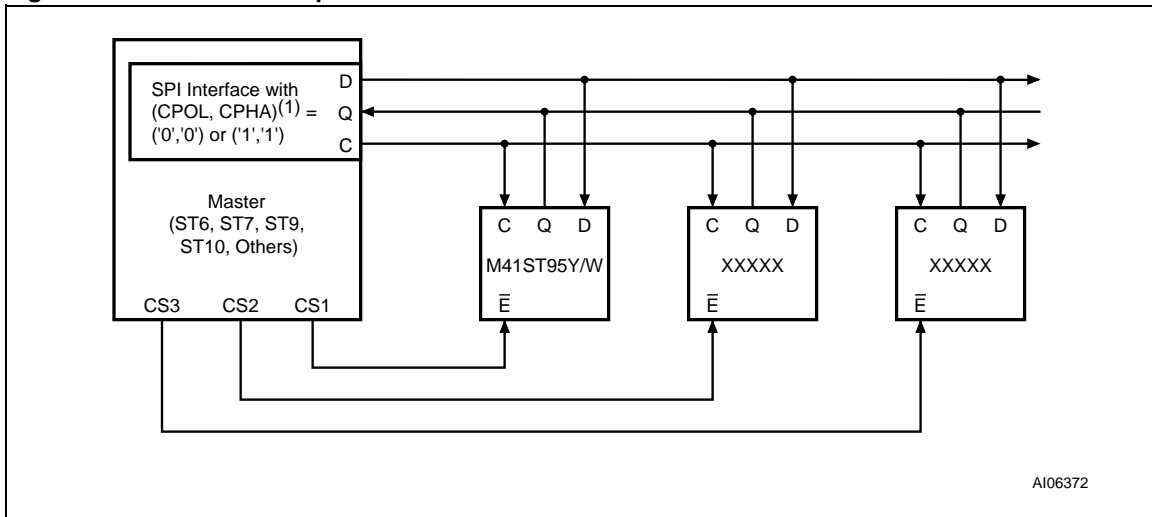 SPI Interface with
(CPOL, CPHA)(1) =
('0','0') or ('1','1')
D
Q
C
Master
(ST6, ST7, ST9,
ST10, Others)
CS3 CS2 CS1
C Q D
M41ST95Y/W
E̅
C Q D
XXXXX
E̅
C Q D
XXXXX
E̅
AI06372